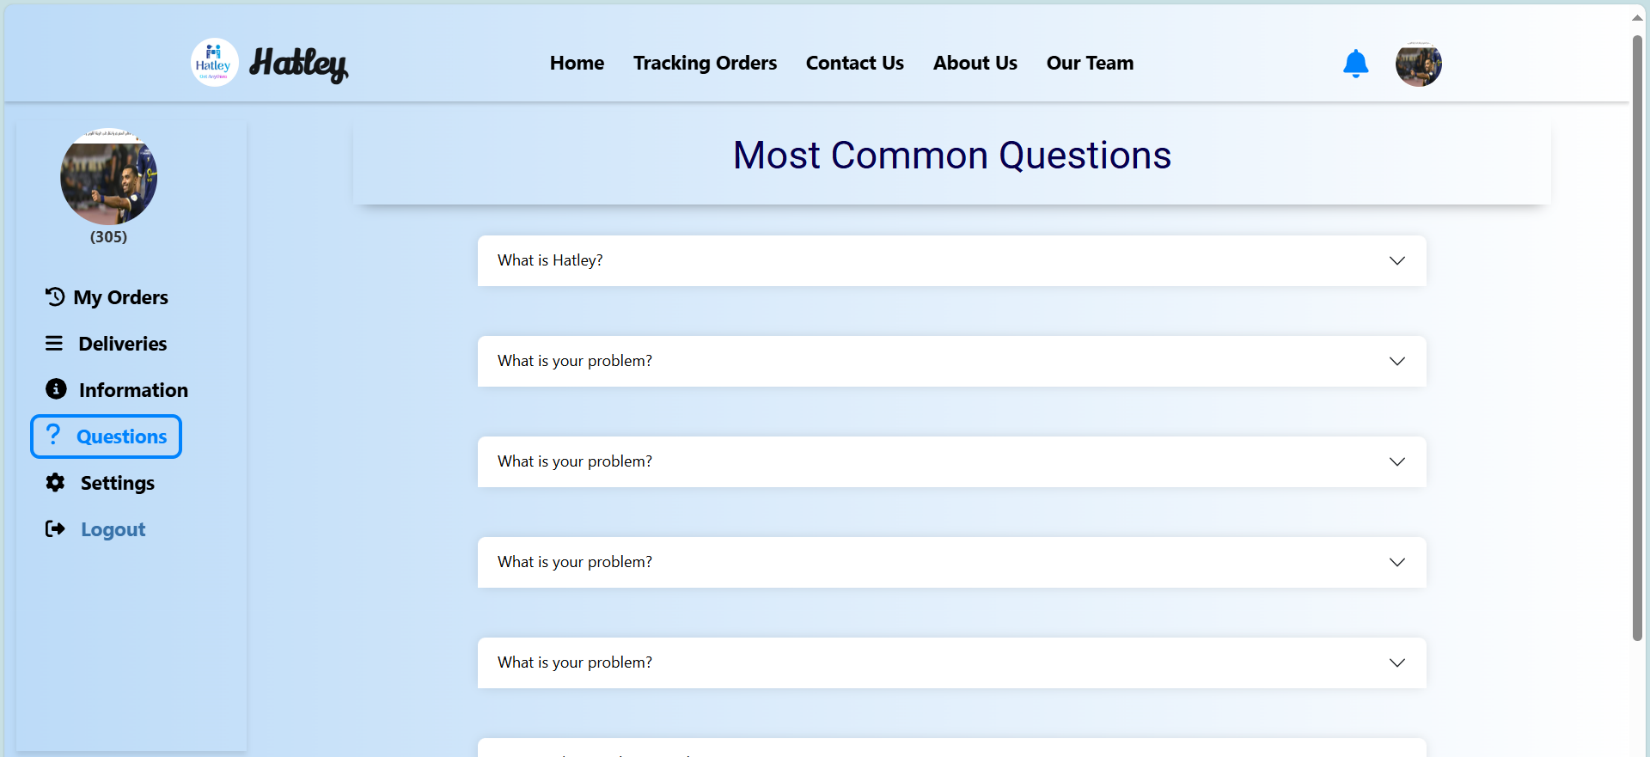 Hatley
Hatley
Home
Tracking Orders
Contact Us
About Us
Our Team
(305)
My Orders
Deliveries
Information
Questions
Settings
Logout
Most Common Questions
What is Hatley?
What is your problem?
What is your problem?
What is your problem?
What is your problem?